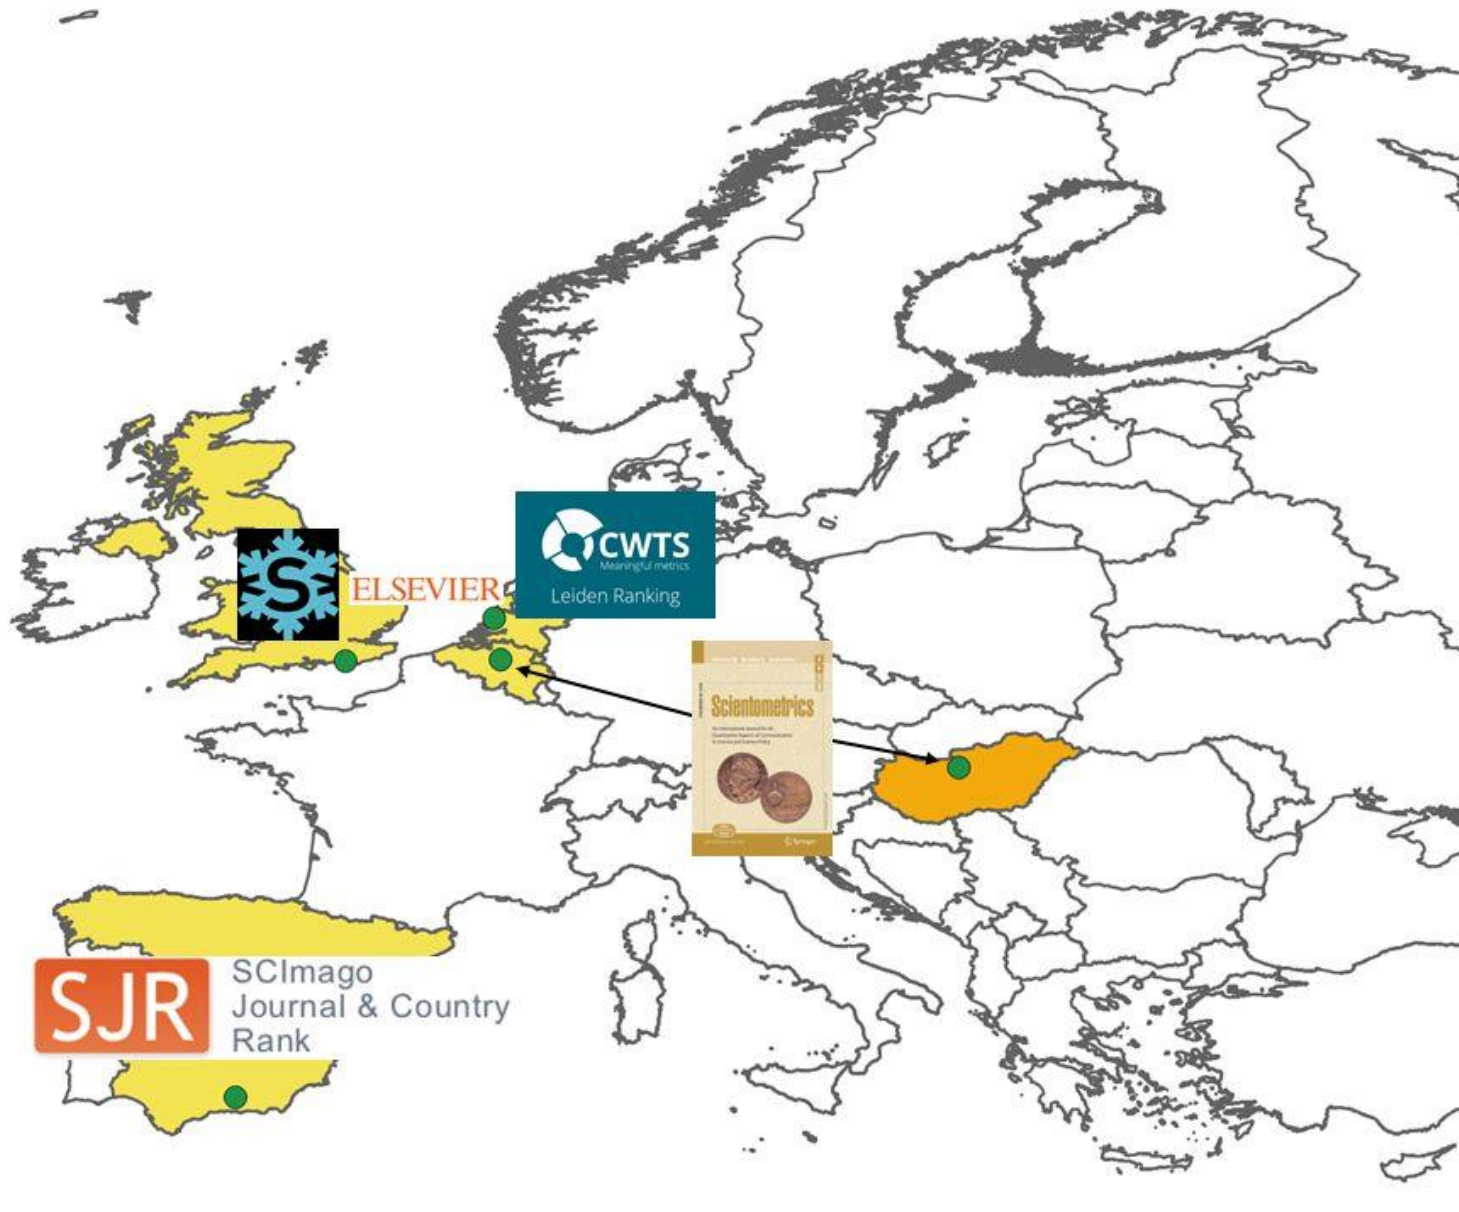 S
ELSEVIER
CWTS
Meaningful metrics
Leiden Ranking
Scientometrics
Springer
SJR
SCImago
Journal & Country
Rank